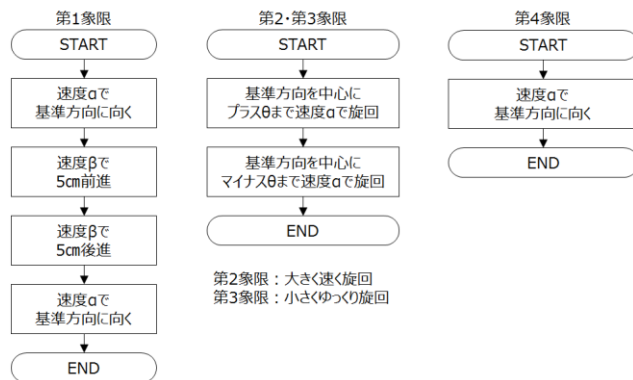 第1象限
START
速度αで
基準方向に向く
速度βで
5㎝前進
速度βで
5㎝後進
速度αで
基準方向に向く
END
第2・第3象限
START
基準方向を中心に
プラスθまで速度αで旋回
基準方向を中心に
マイナスθまで速度αで旋回
END
第2象限：大きく速く旋回
第3象限：小さくゆっくり旋回
第4象限
START
速度αで
基準方向に向く
END